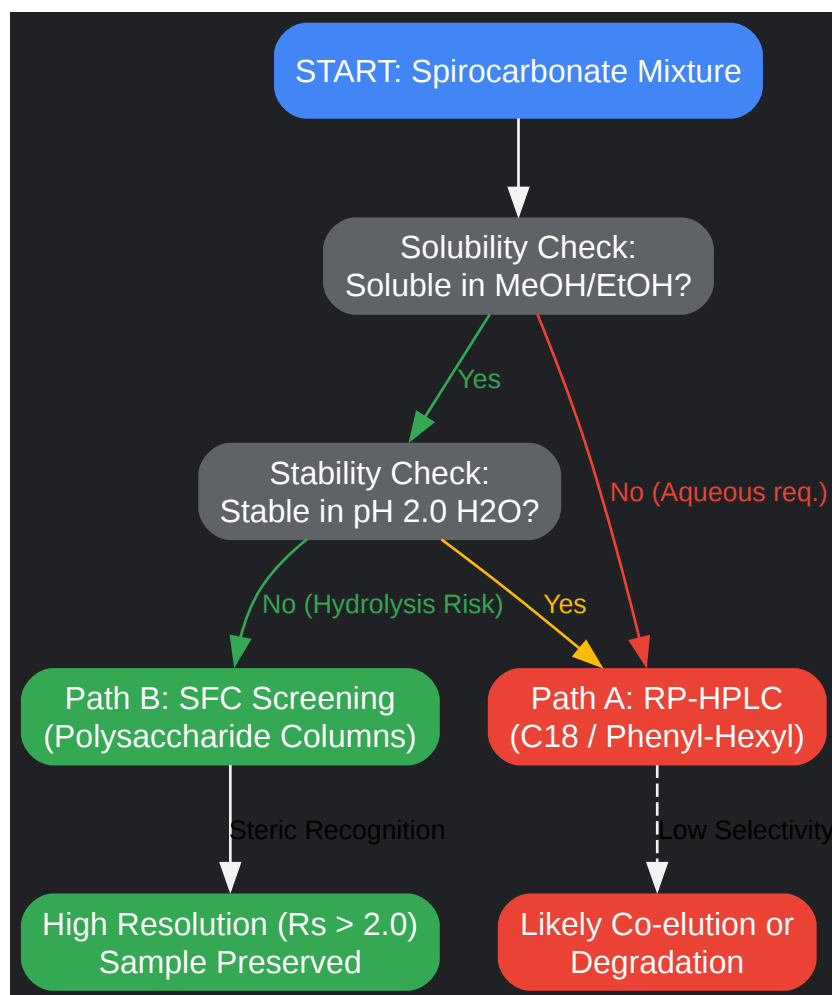 START: Spirocarbonate Mixture
Solubility Check:
Soluble in MeOH/EtOH?
Yes
No (Aqueous req.)
Stability Check:
Stable in pH 2.0 H2O?
No (Hydrolysis Risk)
Yes
Path B: SFC Screening
(Polysaccharide Columns)
Path A: RP-HPLC
(C18 / Phenyl-Hexyl)
Steric Recognition
Low Selectivity
High Resolution (Rs > 2.0)
Sample Preserved
Likely Co-elution or
Degradation